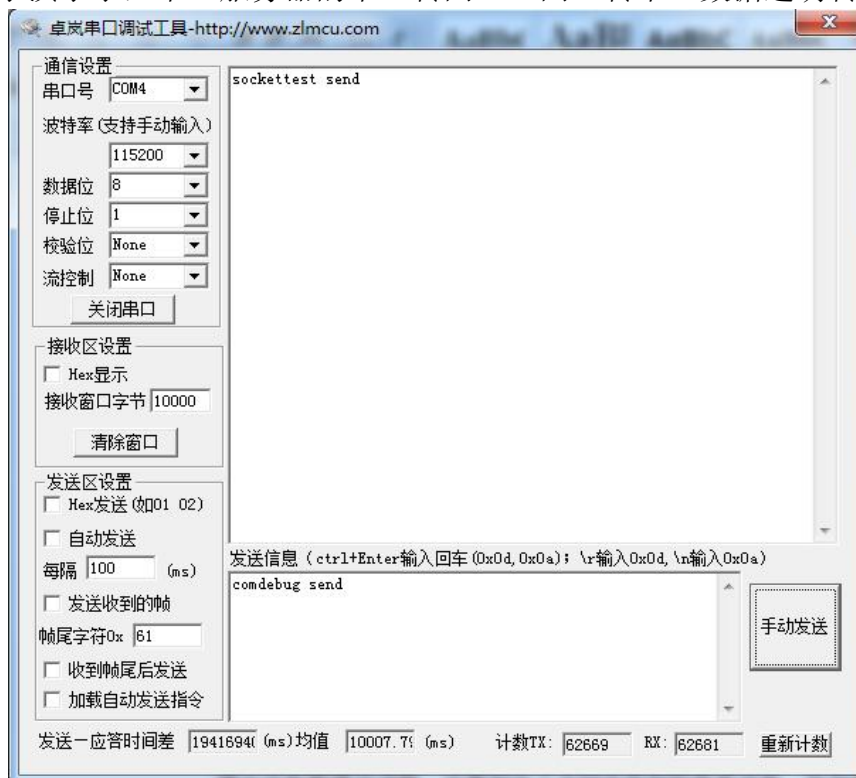 卓岚串口调试工具-http://www.zlmcu.com
通信设置
串口号 COM4
波特率(支持手动输入)
115200
数据位 8
停止位 1
校验位 None
流控制 None
关闭串口
接收区设置
Hex显示
接收窗口字节 10000
清除窗口
发送区设置
Hex发送(如01 02)
自动发送
每隔 100 (ms)
发送收到的帧
帧尾字符0x 61
收到帧尾后发送
加载自动发送指令
sockettest send
发送信息(ctrl+Enter输入回车(0x0d,0x0a); \r输入0x0d,\n输入0x0a)
comdebug send
手动发送
发送—应答时间差 1941694 (ms)均值 10007.7 (ms) 计数TX: 62669 RX: 62681 重新计数